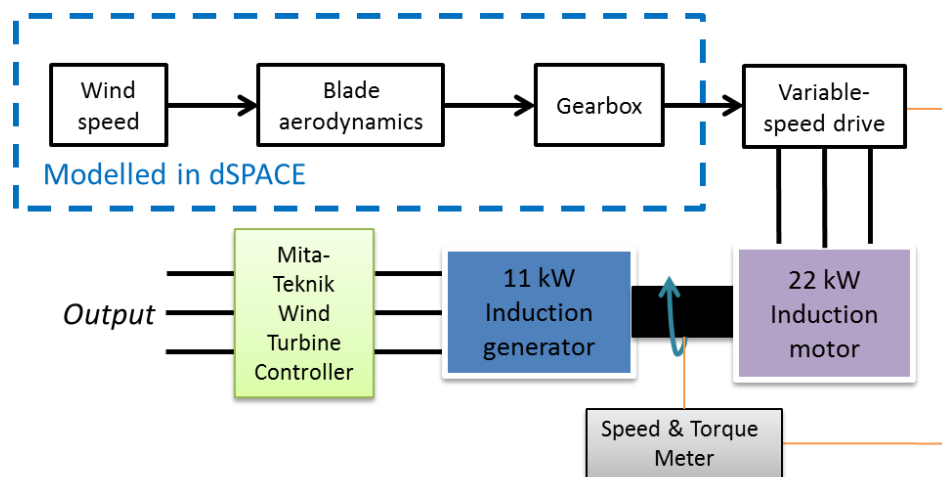 Wind
speed
Blade
aerodynamics
Gearbox
Variable-
speed drive
Modelled in dSPACE
Output
Mita-
Teknik
Wind
Turbine
Controller
11 kW
Induction
generator
22 kW
Induction
motor
Speed & Torque
Meter